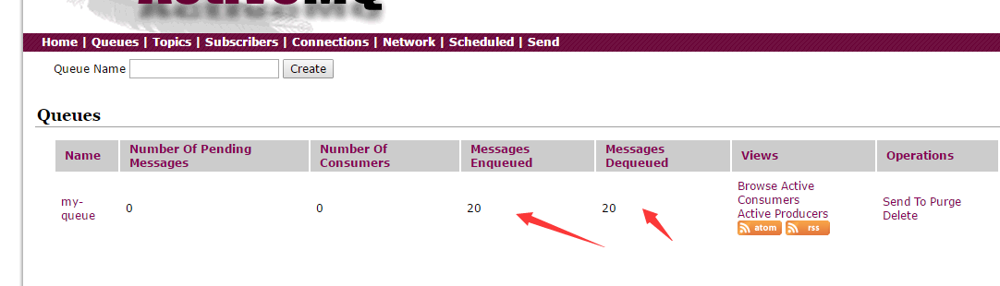 ActiveMQ
Home | Queues | Topics | Subscribers | Connections | Network | Scheduled | Send
Queue Name Create
Queues
Name Number Of Pending Messages Number Of Consumers Messages Enqueued Messages Dequeued Views Operations
my-queue 0 0 20 20 Browse Active Consumers Active Producers atom rss Send To Purge Delete